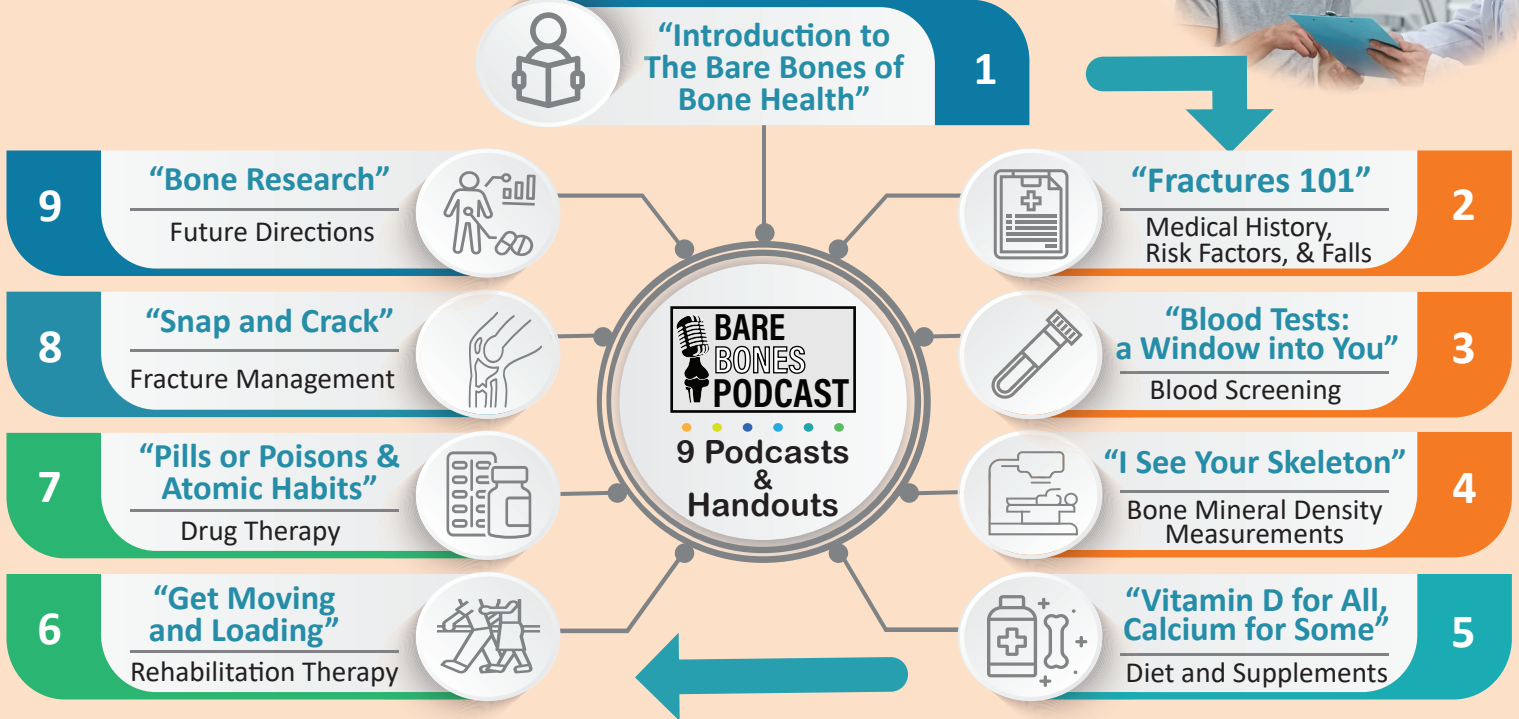 “Introduction to
The Bare Bones of
Bone Health”
1
“Fractures 101”
Medical History,
Risk Factors, & Falls
2
“Blood Tests:
a Window into You”
Blood Screening
3
“I See Your Skeleton”
Bone Mineral Density
Measurements
4
“Vitamin D for All,
Calcium for Some”
Diet and Supplements
5
6
“Get Moving
and Loading”
Rehabilitation Therapy
7
“Pills or Poisons &
Atomic Habits”
Drug Therapy
8
“Snap and Crack”
Fracture Management
9
“Bone Research”
Future Directions
BARE
BONES
PODCAST
9 Podcasts
&
Handouts